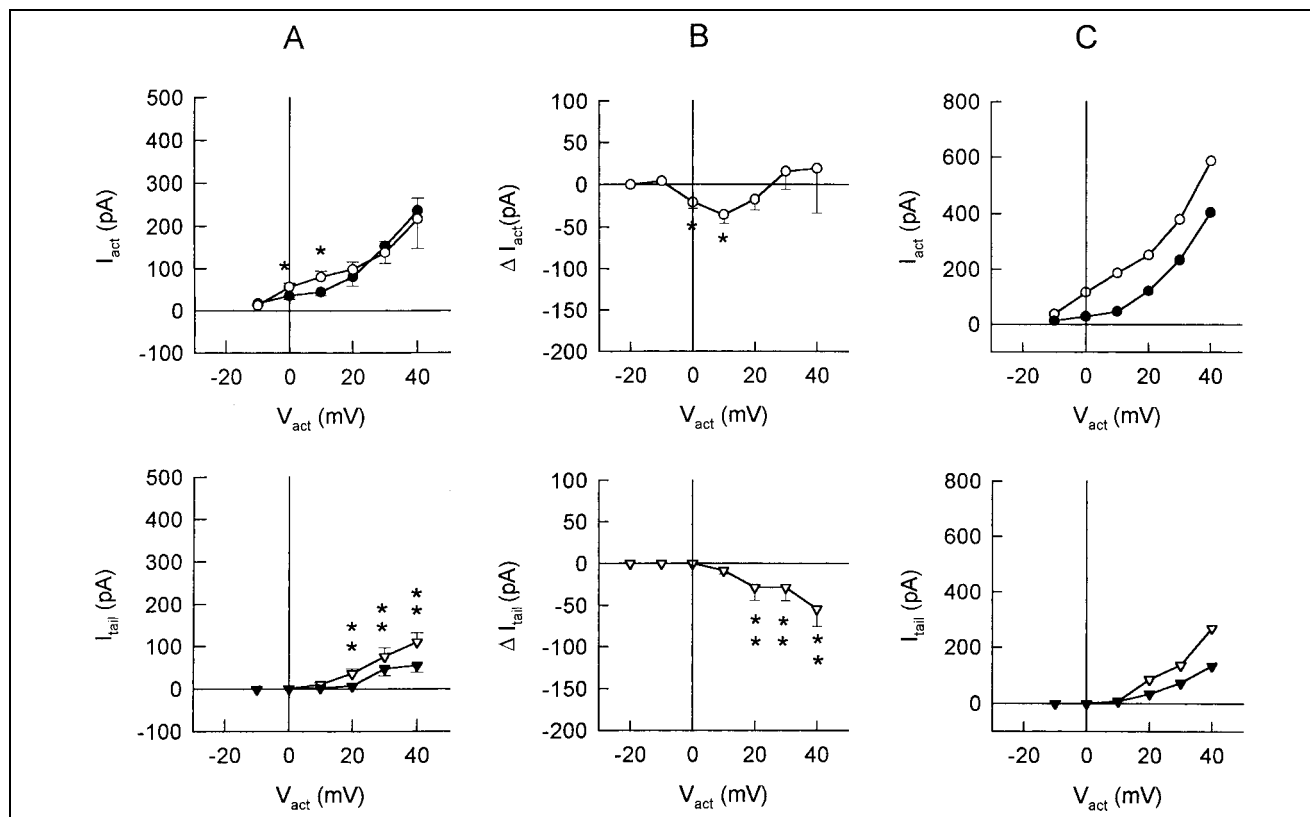 A
B
C
500
400
300
200
100
0
-100
I_act (pA)
* *
-20 0 20 40
V_act (mV)
100
50
0
-50
-100
-150
-200
Δ I_act(pA)
* *
-20 0 20 40
V_act (mV)
800
600
400
200
0
I_act (pA)
-20 0 20 40
V_act (mV)
500
400
300
200
100
0
-100
I_tail (pA)
* * *
* * *
-20 0 20 40
V_act (mV)
100
50
0
-50
-100
-150
-200
Δ I_tail (pA)
* * *
* * *
-20 0 20 40
V_act (mV)
800
600
400
200
0
I_tail (pA)
-20 0 20 40
V_act (mV)